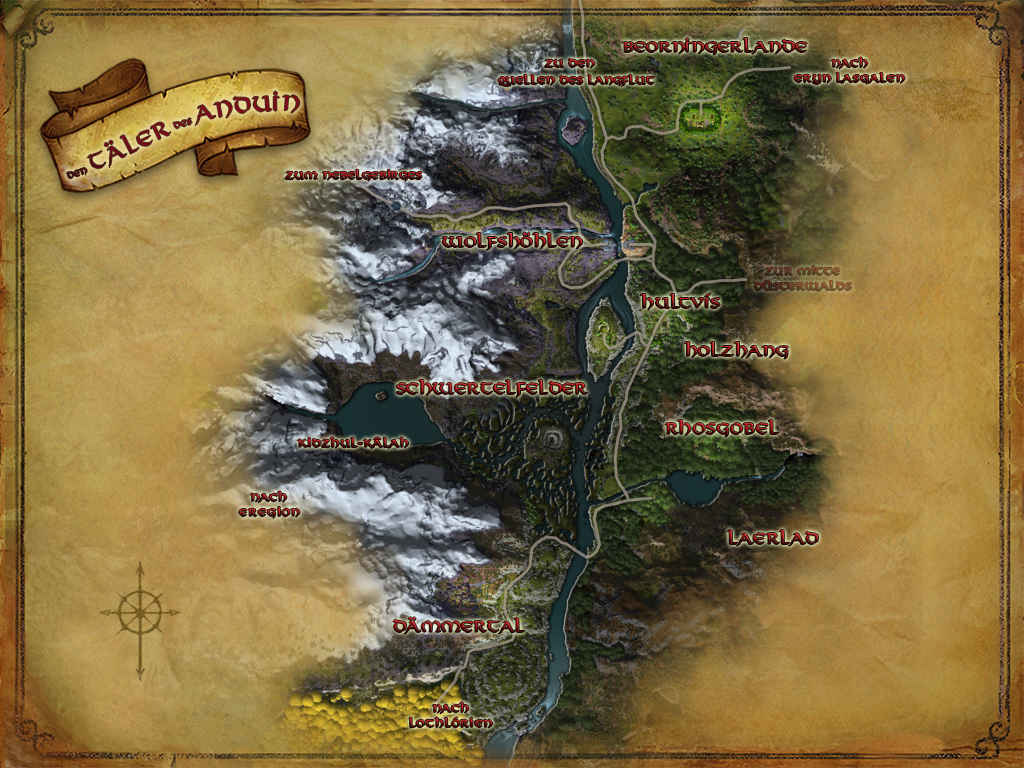 den Täler des Anduin
Beorningerlande
zu den
Quellen des Langflut
nach
Eryn Lasgalen
zum Nebelgebirges
Wolfshöhlen
zur Mitte
Düsterwalds
Hultvís
Holzhang
Schwertelfelder
Rhosgobel
Kidzhul-Kâlah
nach
Eregion
Laerlad
Dämmertal
nach
Lothlórien